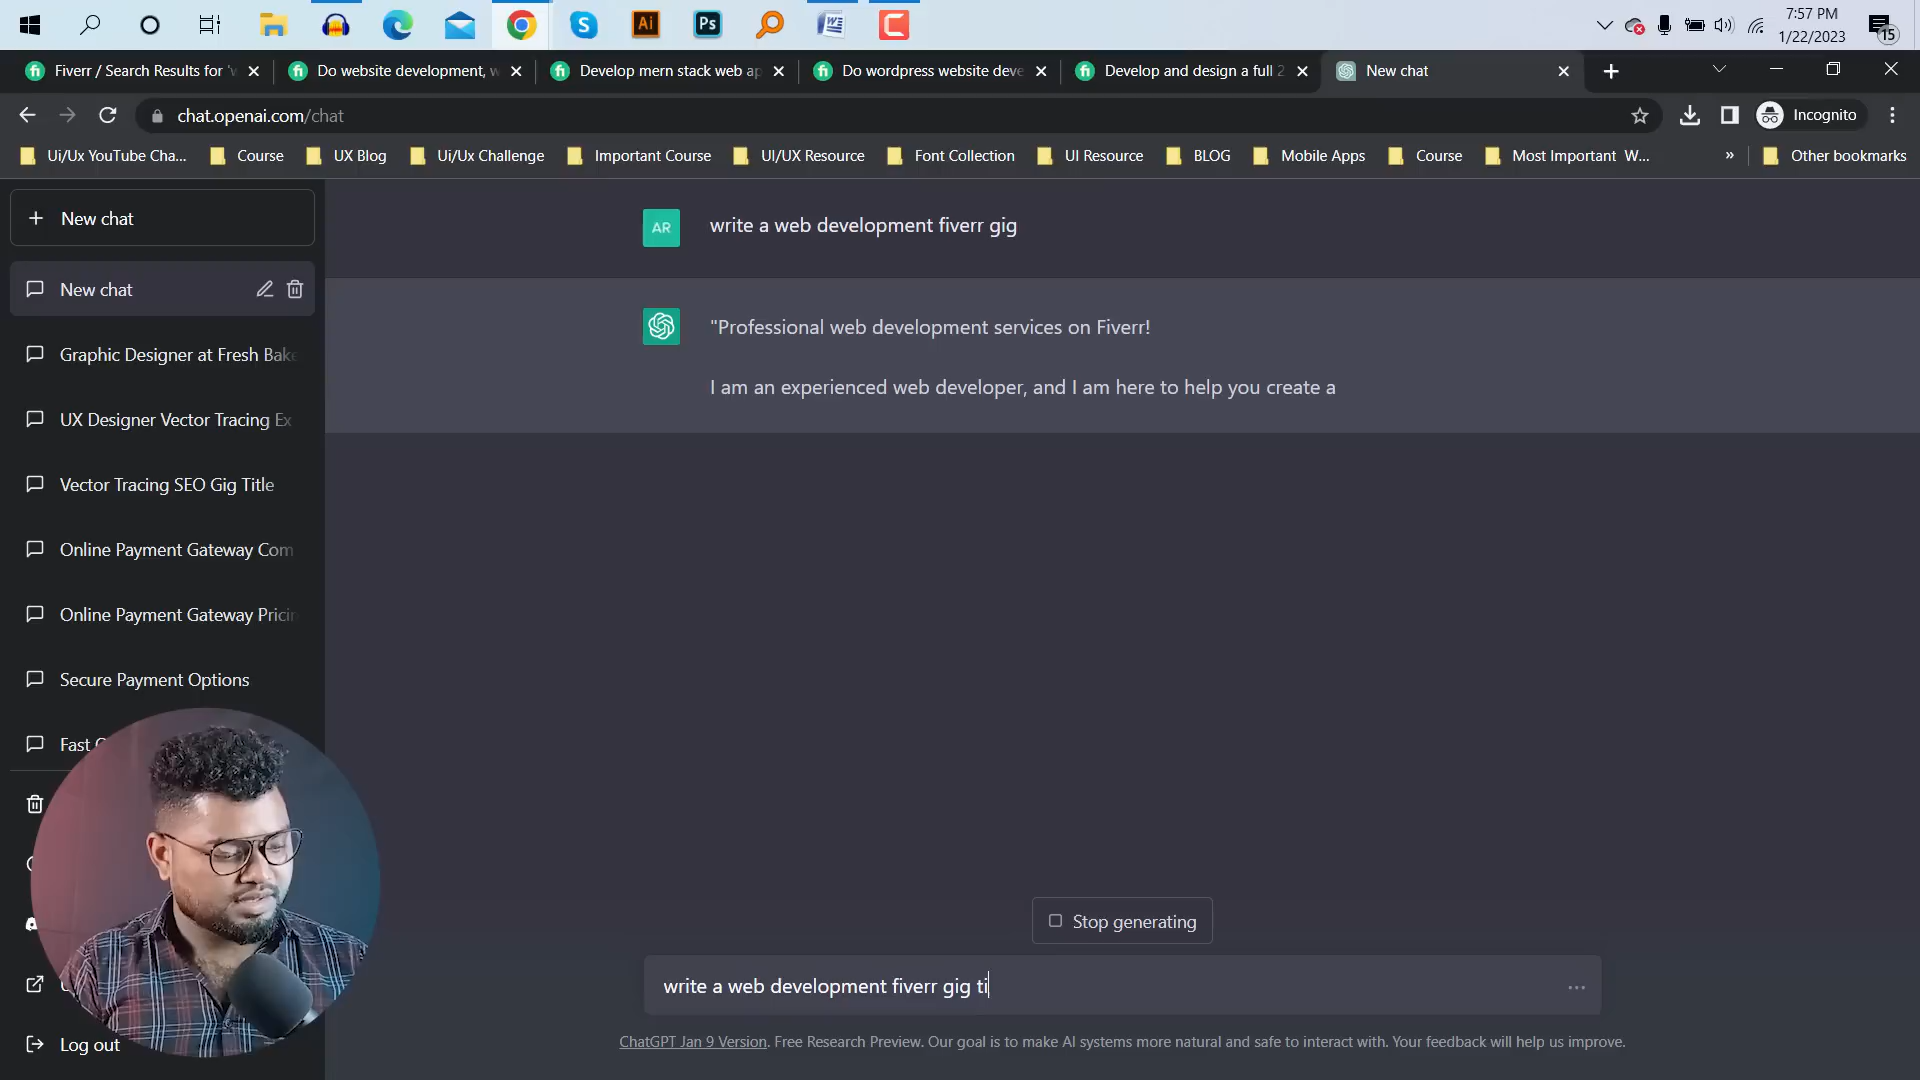 7:57 PM
1/22/2023
15
Ai
Ps
Fiverr / Search Results for 'w
Do website development, w
Develop mern stack web ap
Do wordpress website deve
Develop and design a full 2
New chat
chat.openai.com/chat
Incognito
Ui/Ux YouTube Cha...
Course
UX Blog
Ui/Ux Challenge
Important Course
UI/UX Resource
Font Collection
UI Resource
BLOG
Mobile Apps
Course
Most Important W...
»
Other bookmarks
New chat
New chat
Graphic Designer at Fresh Bake
UX Designer Vector Tracing Ex
Vector Tracing SEO Gig Title
Online Payment Gateway Com
Online Payment Gateway Pricin
Secure Payment Options
Fast
Log out
AR
write a web development fiverr gig
"Professional web development services on Fiverr!
I am an experienced web developer, and I am here to help you create a
Stop generating
write a web development fiverr gig ti
ChatGPT Jan 9 Version. Free Research Preview. Our goal is to make AI systems more natural and safe to interact with. Your feedback will help us improve.